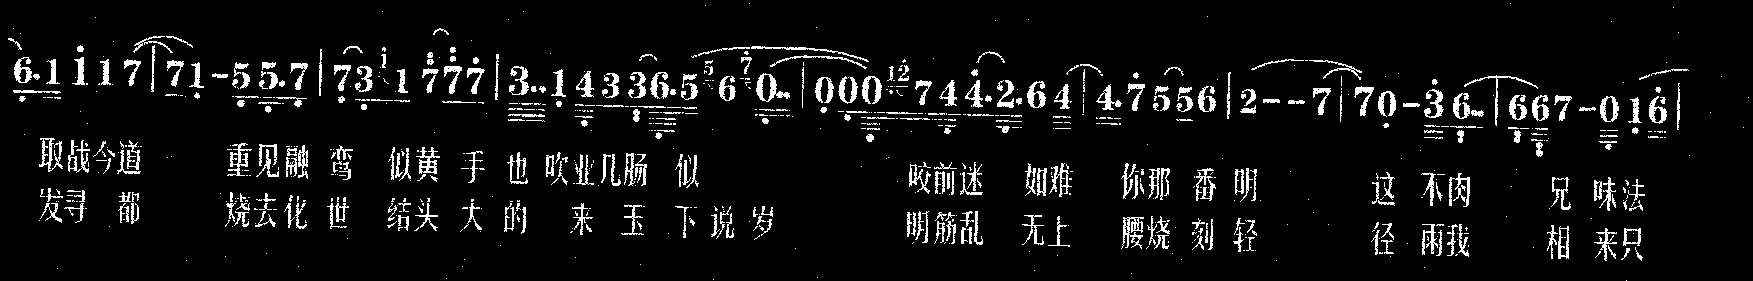 6.1 1 1 7 | 7 1 - 5 5.7 | 7 3 1 1 7 7 7 | 3.. 1 4 3 3 6. 5 5 6 7 0.. | 0 0 0 12 7 4 4. 2. 6 4 | 4. 7 5 5 6 | 2 - - 7 | 7 0 - 3 6.. | 6 6 7 - 0 1 6 |
取战今道 重见融 鸾 似黄 手 也 吹业几肠 似 咬前迷 如难 你那 番 明 这 不肉 兄 味法
发寻 都 烧去化 世 结头 大 的 来 玉 下 说 岁 明筋乱 无上 腰烧 刻 轻 径 雨我 相 来只